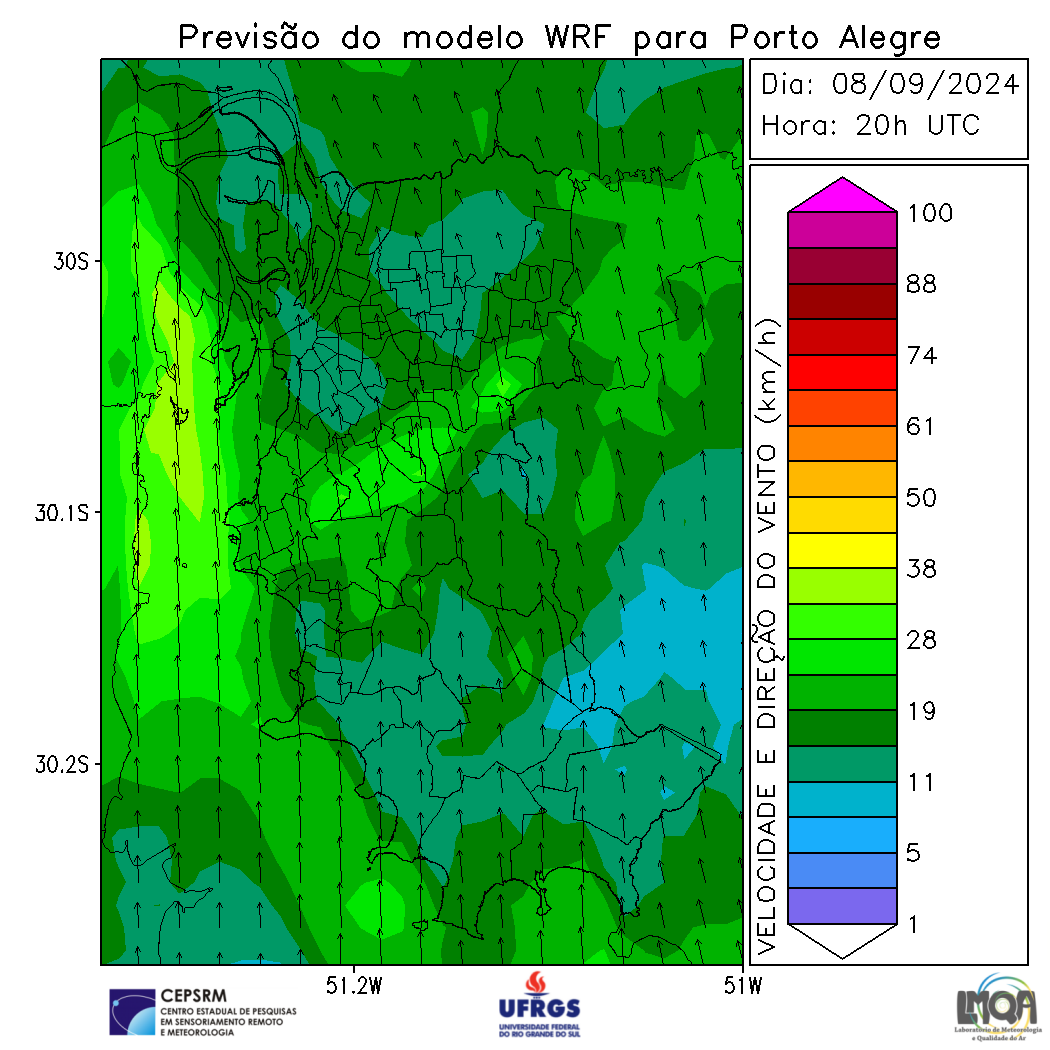 Previsão do modelo WRF para Porto Alegre
Dia: 08/09/2024
Hora: 20h UTC
30S
30.1S
30.2S
51.2W
51W
VELOCIDADE E DIREÇÃO DO VENTO (km/h)
100
88
74
61
50
38
28
19
11
5
1
CEPSRM
CENTRO ESTADUAL DE PESQUISAS
EM SENSORIAMENTO REMOTO
E METEOROLOGIA
UFRGS
UNIVERSIDADE FEDERAL
DO RIO GRANDE DO SUL
LMQA
Laboratório de Meteorologia
e Qualidade do Ar